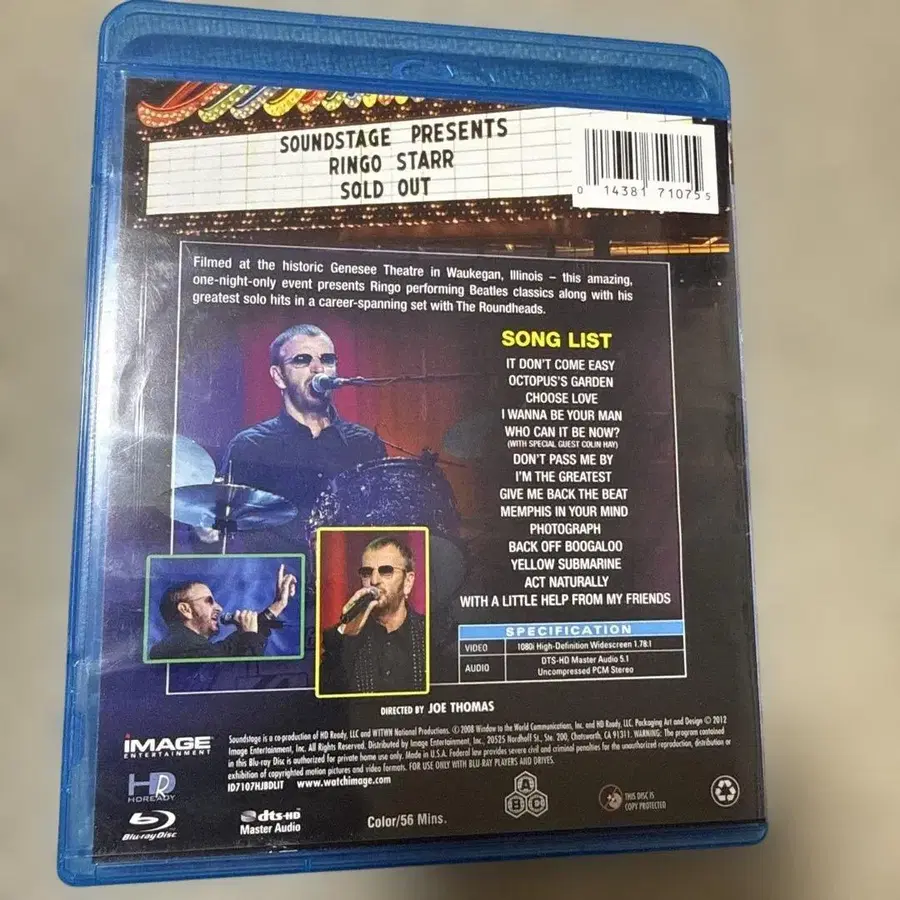 SOUNDSTAGE PRESENTS
RINGO STARR
SOLD OUT
0 14381 71075 5
Filmed at the historic Genesee Theatre in Waukegan, Illinois – this amazing,
one-night-only event presents Ringo performing Beatles classics along with his
greatest solo hits in a career-spanning set with The Roundheads.
SONG LIST
IT DON'T COME EASY
OCTOPUS'S GARDEN
CHOOSE LOVE
I WANNA BE YOUR MAN
WHO CAN IT BE NOW?
(WITH SPECIAL GUEST COLIN HAY)
DON'T PASS ME BY
I'M THE GREATEST
GIVE ME BACK THE BEAT
MEMPHIS IN YOUR MIND
PHOTOGRAPH
BACK OFF BOOGALOO
YELLOW SUBMARINE
ACT NATURALLY
WITH A LITTLE HELP FROM MY FRIENDS
SPECIFICATION
VIDEO 1080i High-Definition Widescreen 1.78:1
AUDIO DTS-HD Master Audio 5.1
Uncompressed PCM Stereo
DIRECTED BY JOE THOMAS
Soundstage is a co-production of HD Ready, LLC and WTTW National Productions. ©2008 Window to the World Communications, Inc. and HD Ready, LLC. Packaging Art and Design © 2012
Image Entertainment, Inc. All Rights Reserved. Distributed by Image Entertainment, Inc., 20525 Nordhoff St., Ste. 200, Chatsworth, CA 91311. WARNING: The program contained
in this Blu-ray Disc is authorized for private home use only. Made in U.S.A. Federal law provides severe civil and criminal penalties for the unauthorized reproduction, distribution or
exhibition of copyrighted motion pictures and video formats. FOR USE ONLY WITH BLU-RAY PLAYERS AND DRIVES.
ID7107HJBDLIT www.watchimage.com
IMAGE
ENTERTAINMENT
HDR
HDREADY
Blu-ray Disc
dts-HD
Master Audio
Color/56 Mins.
A
B C
THIS DISC IS
COPY PROTECTED